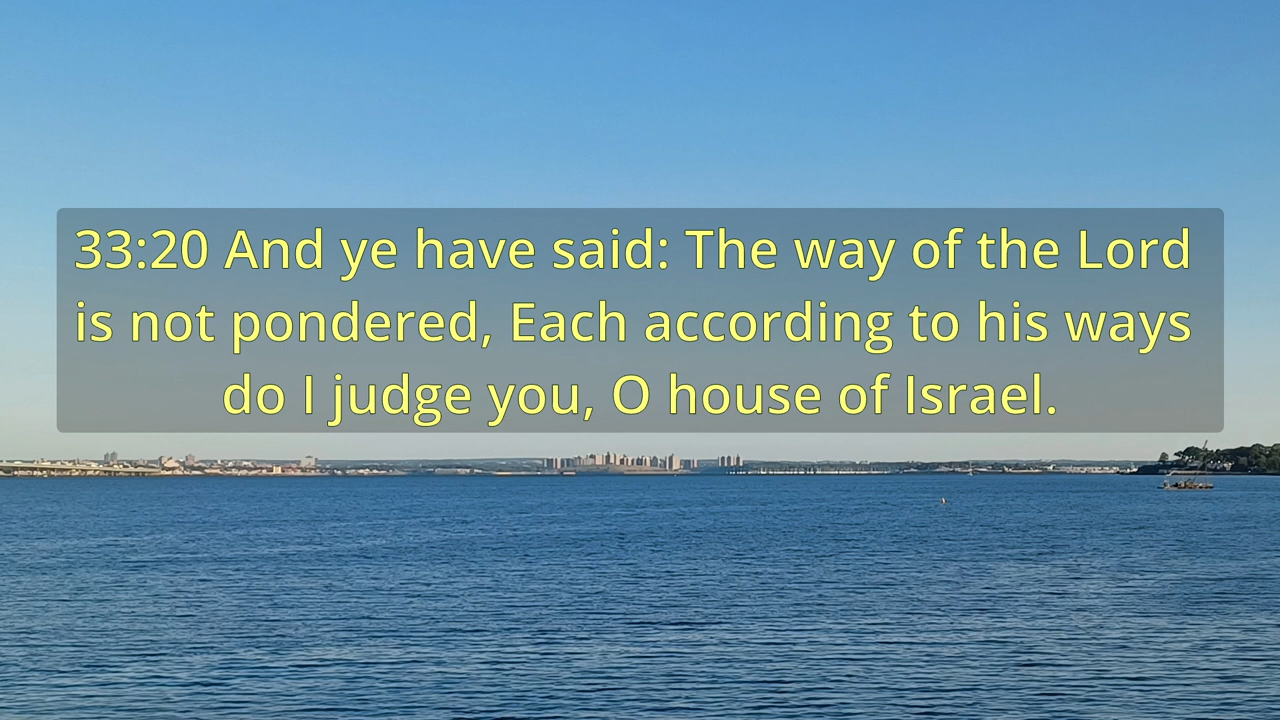 33:20 And ye have said: The way of the Lord
is not pondered, Each according to his ways
do I judge you, O house of Israel.